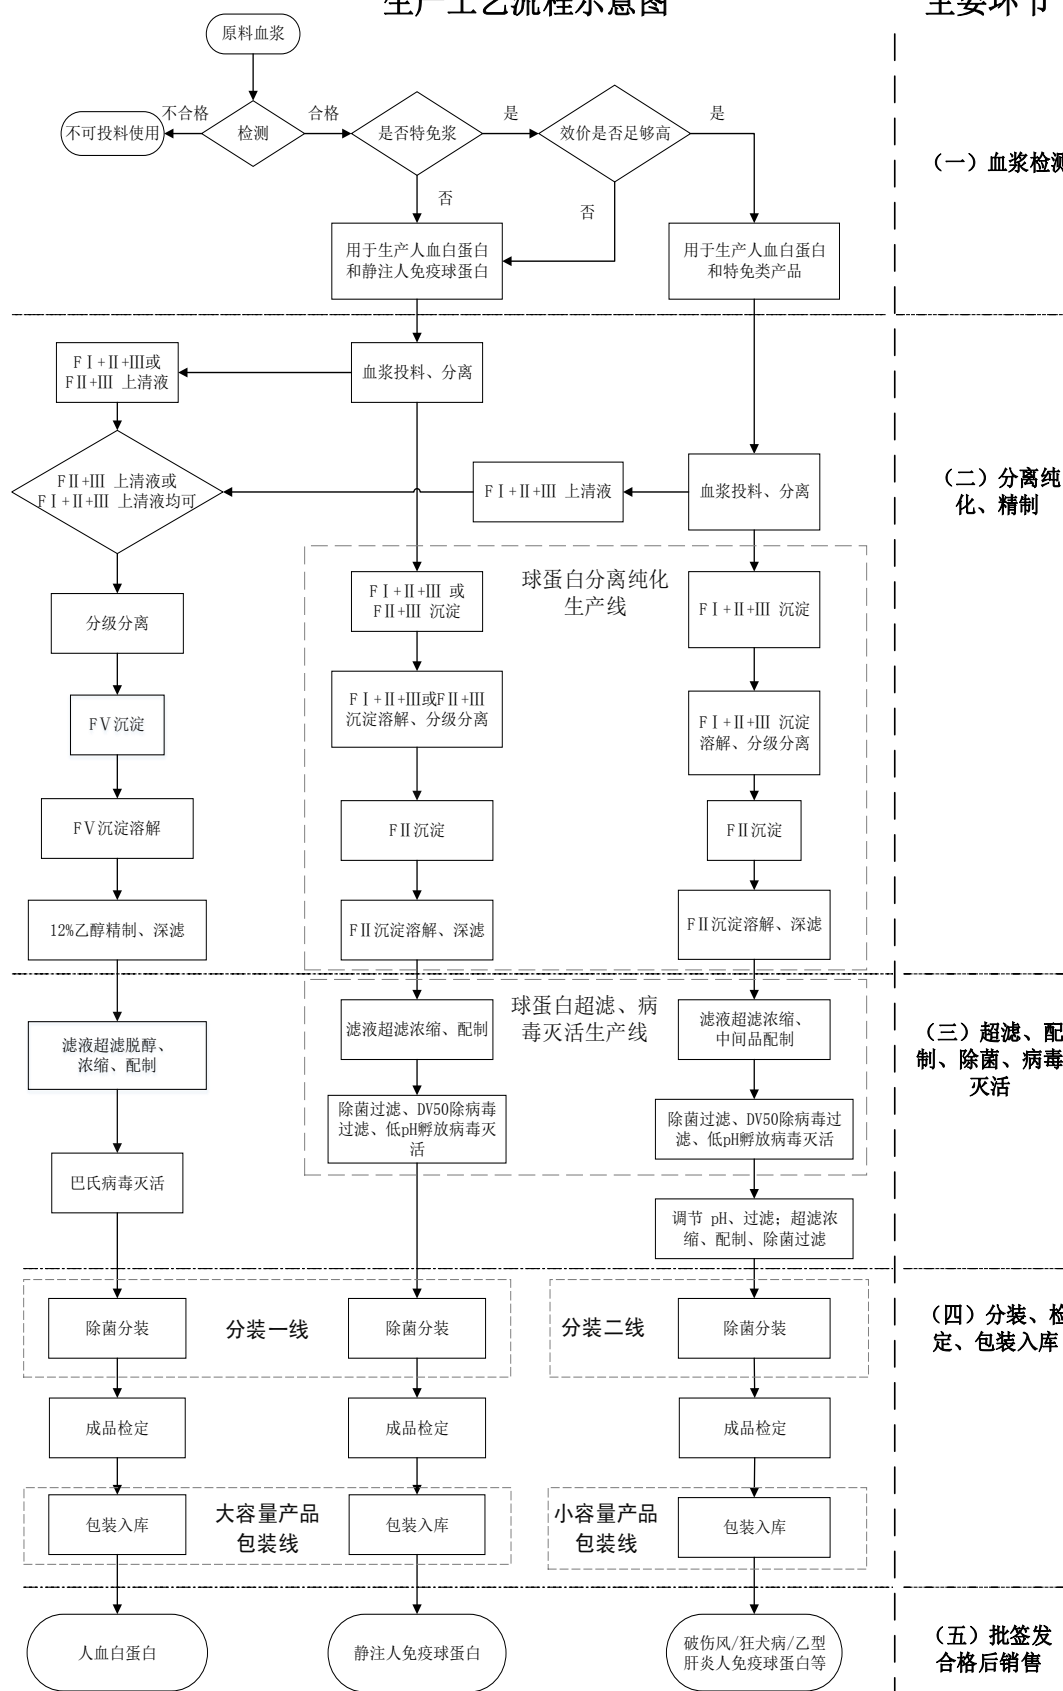 生产工艺流程示意图
主要环节
原料血浆
不合格
合格
是
是
不可投料使用
检测
是否特免浆
效价是否足够高
（一）血浆检测
否
否
用于生产人血白蛋白
和静注人免疫球蛋白
用于生产人血白蛋白
和特免类产品
FⅠ+Ⅱ+Ⅲ或
FⅡ+Ⅲ 上清液
血浆投料、分离
FⅡ+Ⅲ 上清液或
FⅠ+Ⅱ+Ⅲ 上清液均可
FⅠ+Ⅱ+Ⅲ 上清液
血浆投料、分离
（二）分离纯
化、精制
球蛋白分离纯化
生产线
分级分离
FⅠ+Ⅱ+Ⅲ 或
FⅡ+Ⅲ 沉淀
FⅠ+Ⅱ+Ⅲ 沉淀
FⅤ沉淀
FⅠ+Ⅱ+Ⅲ或FⅡ+Ⅲ
沉淀溶解、分级分离
FⅠ+Ⅱ+Ⅲ 沉淀
溶解、分级分离
FⅤ沉淀溶解
FⅡ沉淀
FⅡ沉淀
12%乙醇精制、深滤
FⅡ沉淀溶解、深滤
FⅡ沉淀溶解、深滤
球蛋白超滤、病
毒灭活生产线
滤液超滤脱醇、
浓缩、配制
滤液超滤浓缩、配制
滤液超滤浓缩、
中间品配制
（三）超滤、配
制、除菌、病毒
灭活
除菌过滤、DV50除病毒
过滤、低pH孵放病毒灭
活
除菌过滤、DV50除病毒过
滤、低pH孵放病毒灭活
巴氏病毒灭活
调节 pH、过滤；超滤浓
缩、配制、除菌过滤
除菌分装
分装一线
除菌分装
分装二线
除菌分装
（四）分装、检
定、包装入库
成品检定
成品检定
成品检定
包装入库
大容量产品
包装线
包装入库
小容量产品
包装线
包装入库
人血白蛋白
静注人免疫球蛋白
破伤风/狂犬病/乙型
肝炎人免疫球蛋白等
（五）批签发
合格后销售